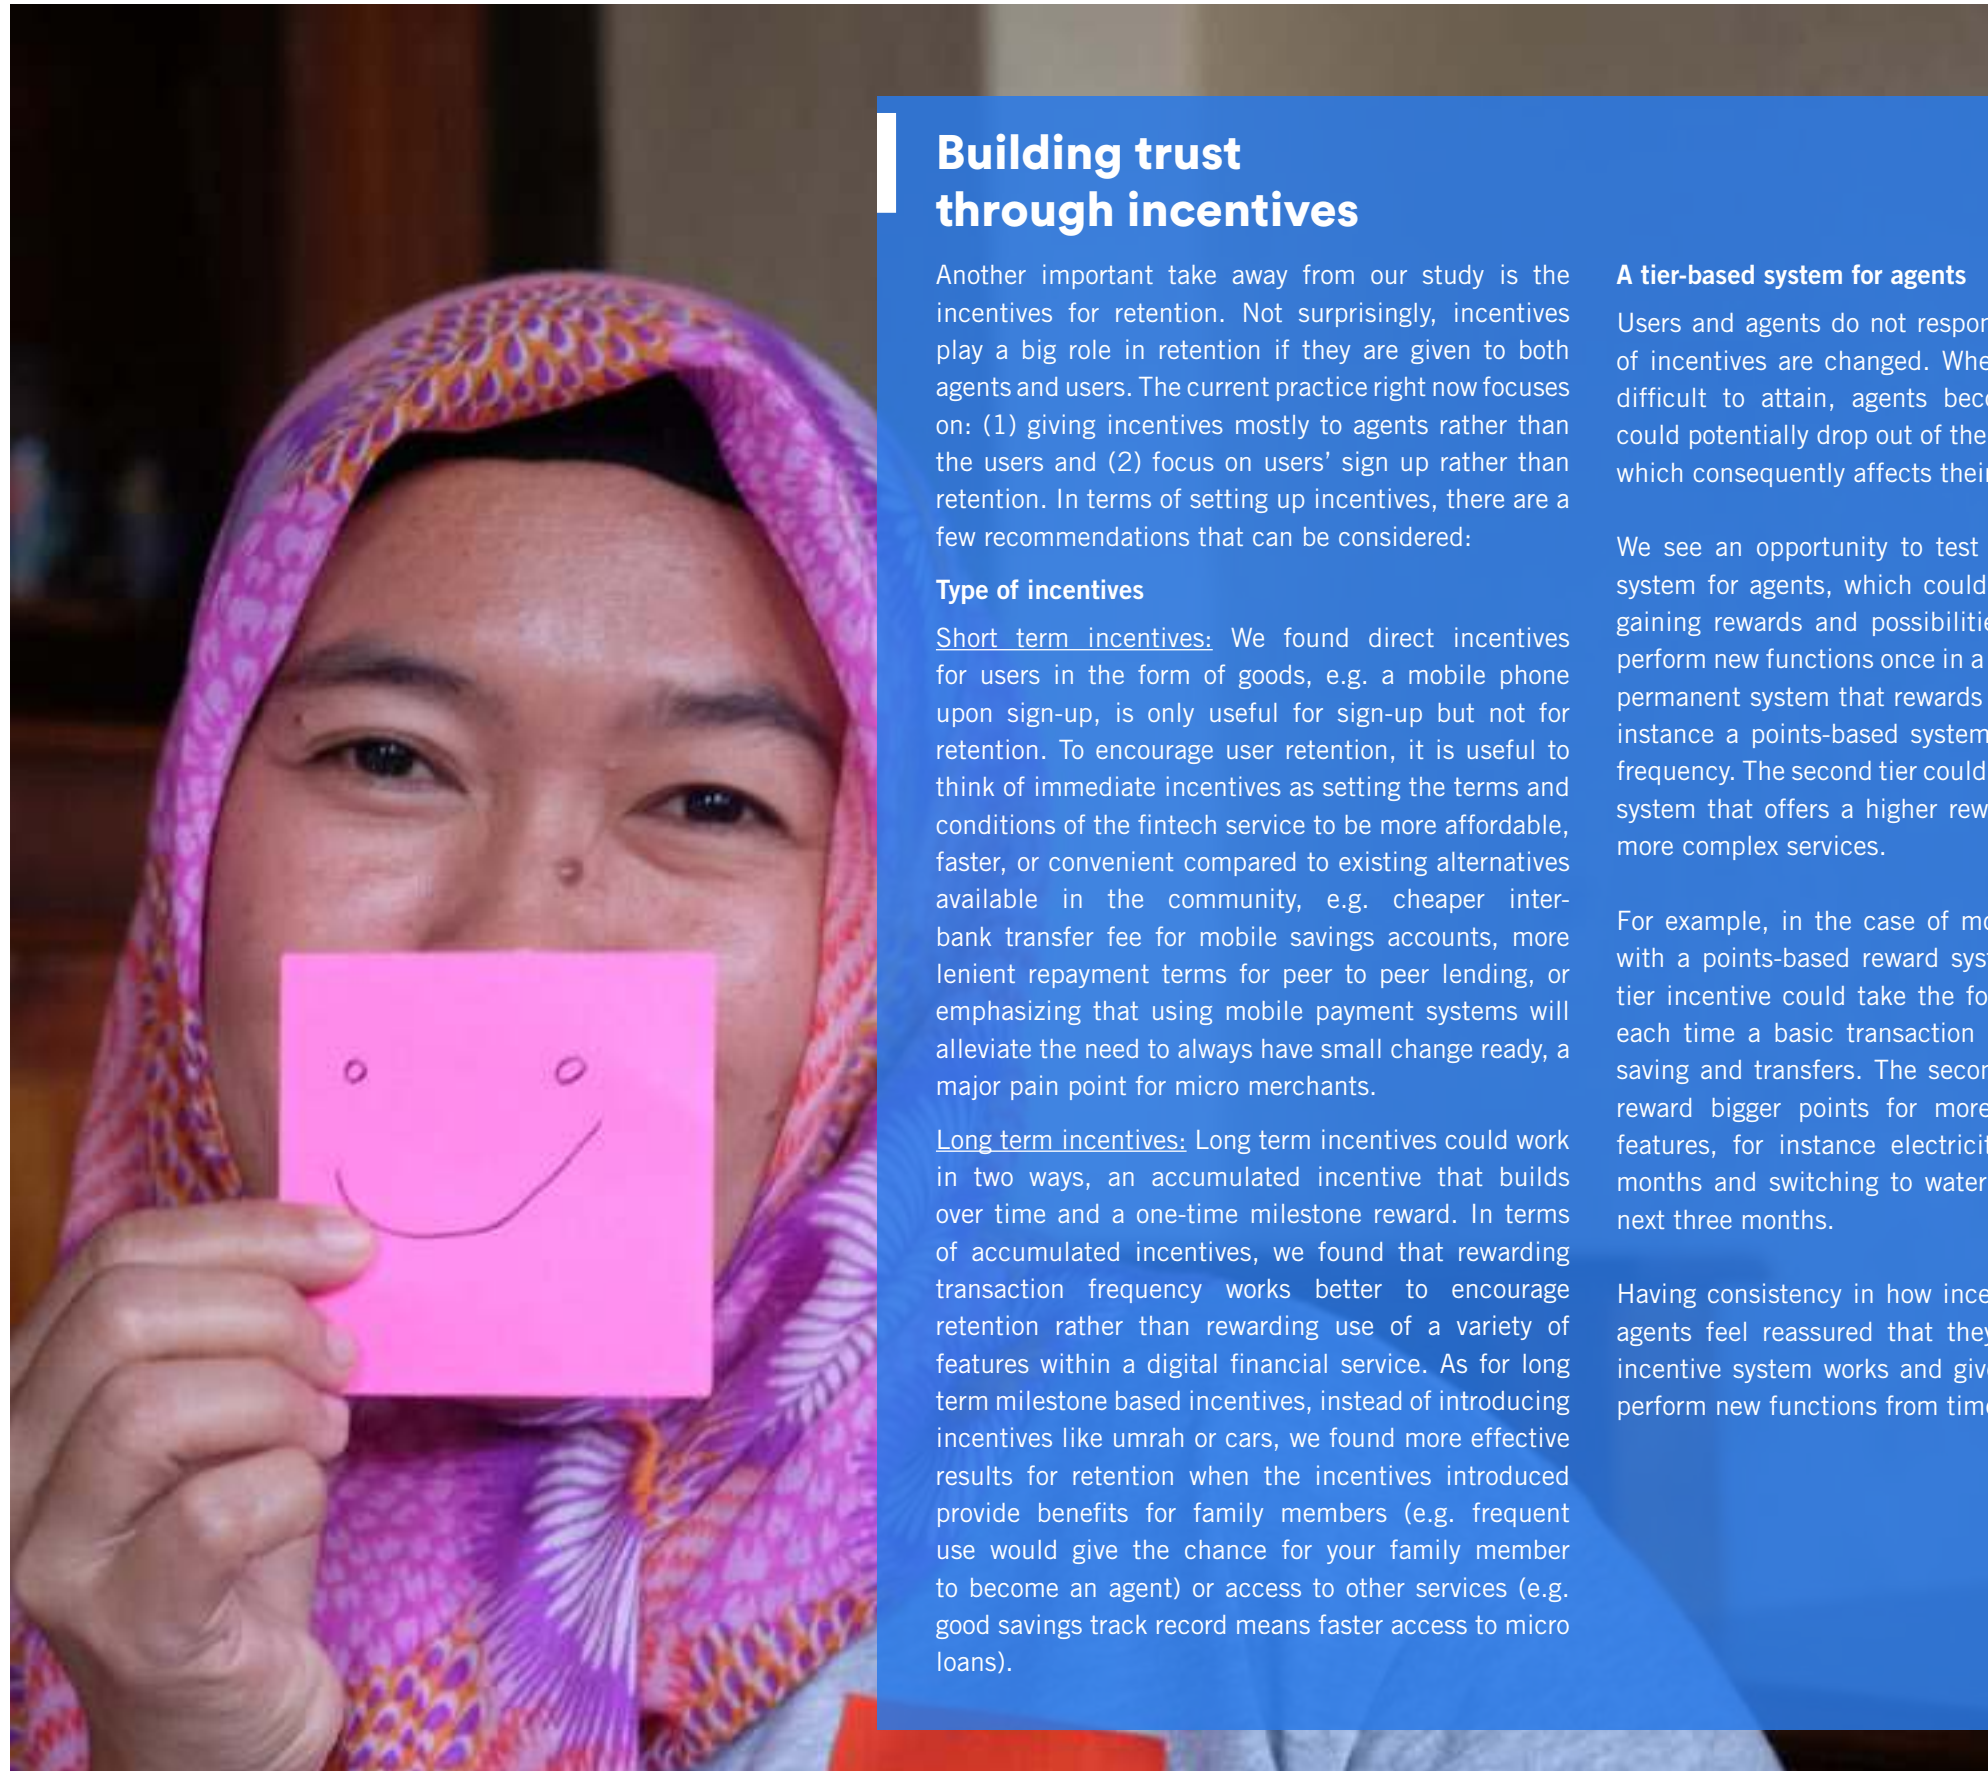 Building trust
through incentives
Another important take away from our study is the
incentives for retention. Not surprisingly, incentives
play a big role in retention if they are given to both
agents and users. The current practice right now focuses
on: (1) giving incentives mostly to agents rather than
the users and (2) focus on users’ sign up rather than
retention. In terms of setting up incentives, there are a
few recommendations that can be considered:
Type of incentives
Short term incentives: We found direct incentives
for users in the form of goods, e.g. a mobile phone
upon sign-up, is only useful for sign-up but not for
retention. To encourage user retention, it is useful to
think of immediate incentives as setting the terms and
conditions of the fintech service to be more affordable,
faster, or convenient compared to existing alternatives
available in the community, e.g. cheaper inter-
bank transfer fee for mobile savings accounts, more
lenient repayment terms for peer to peer lending, or
emphasizing that using mobile payment systems will
alleviate the need to always have small change ready, a
major pain point for micro merchants.
Long term incentives: Long term incentives could work
in two ways, an accumulated incentive that builds
over time and a one-time milestone reward. In terms
of accumulated incentives, we found that rewarding
transaction frequency works better to encourage
retention rather than rewarding use of a variety of
features within a digital financial service. As for long
term milestone based incentives, instead of introducing
incentives like umrah or cars, we found more effective
results for retention when the incentives introduced
provide benefits for family members (e.g. frequent
use would give the chance for your family member
to become an agent) or access to other services (e.g.
good savings track record means faster access to micro
loans).
A tier-based system for agents
Users and agents do not
of incentives are changed.
difficult to attain, agents
could potentially drop out of the
which consequently affects
We see an opportunity to test
system for agents, which could
gaining rewards and
perform new functions once in a
permanent system that rewards
instance a points-based system
frequency. The second tier could
system that offers a higher
more complex services.
For example, in the case of
with a points-based reward
tier incentive could take the
each time a basic transaction
saving and transfers. The
reward bigger points for more
features, for instance
months and switching to water
next three months.
Having consistency in how
agents feel reassured that
incentive system works and
perform new functions from